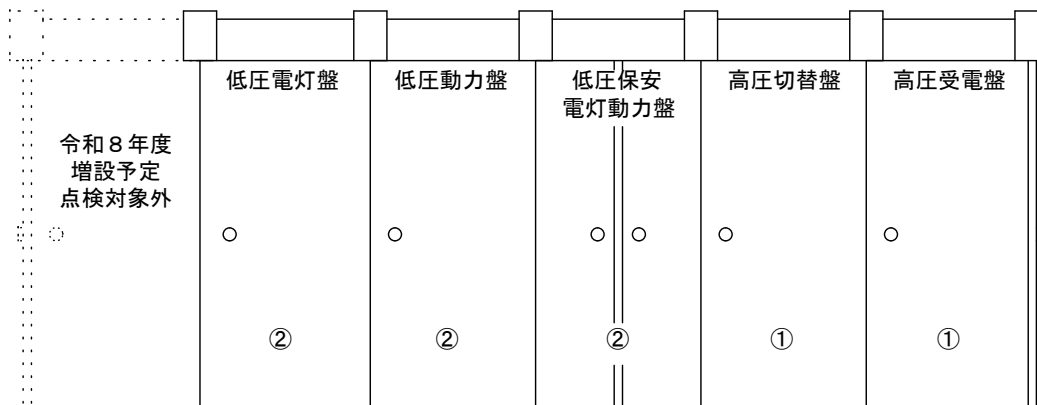 低圧電灯盤
低圧動力盤
低圧保安
電灯動力盤
高圧切替盤
高圧受電盤
令和８年度
増設予定
点検対象外
②
②
②
①
①